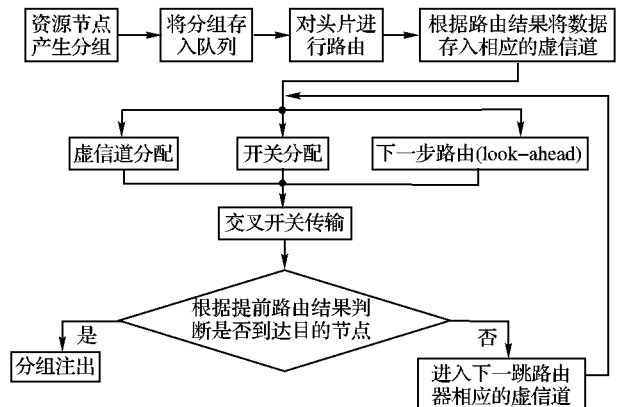 资源节点
产生分组
将分组存
入队列
对头片进
行路由
根据路由结果将数据
存入相应的虚信道
虚信道分配
开关分配
下一步路由(look-ahead)
交叉开关传输
根据提前路由结果判
断是否到达目的节点
是
否
分组注出
进入下一跳路由
器相应的虚信道